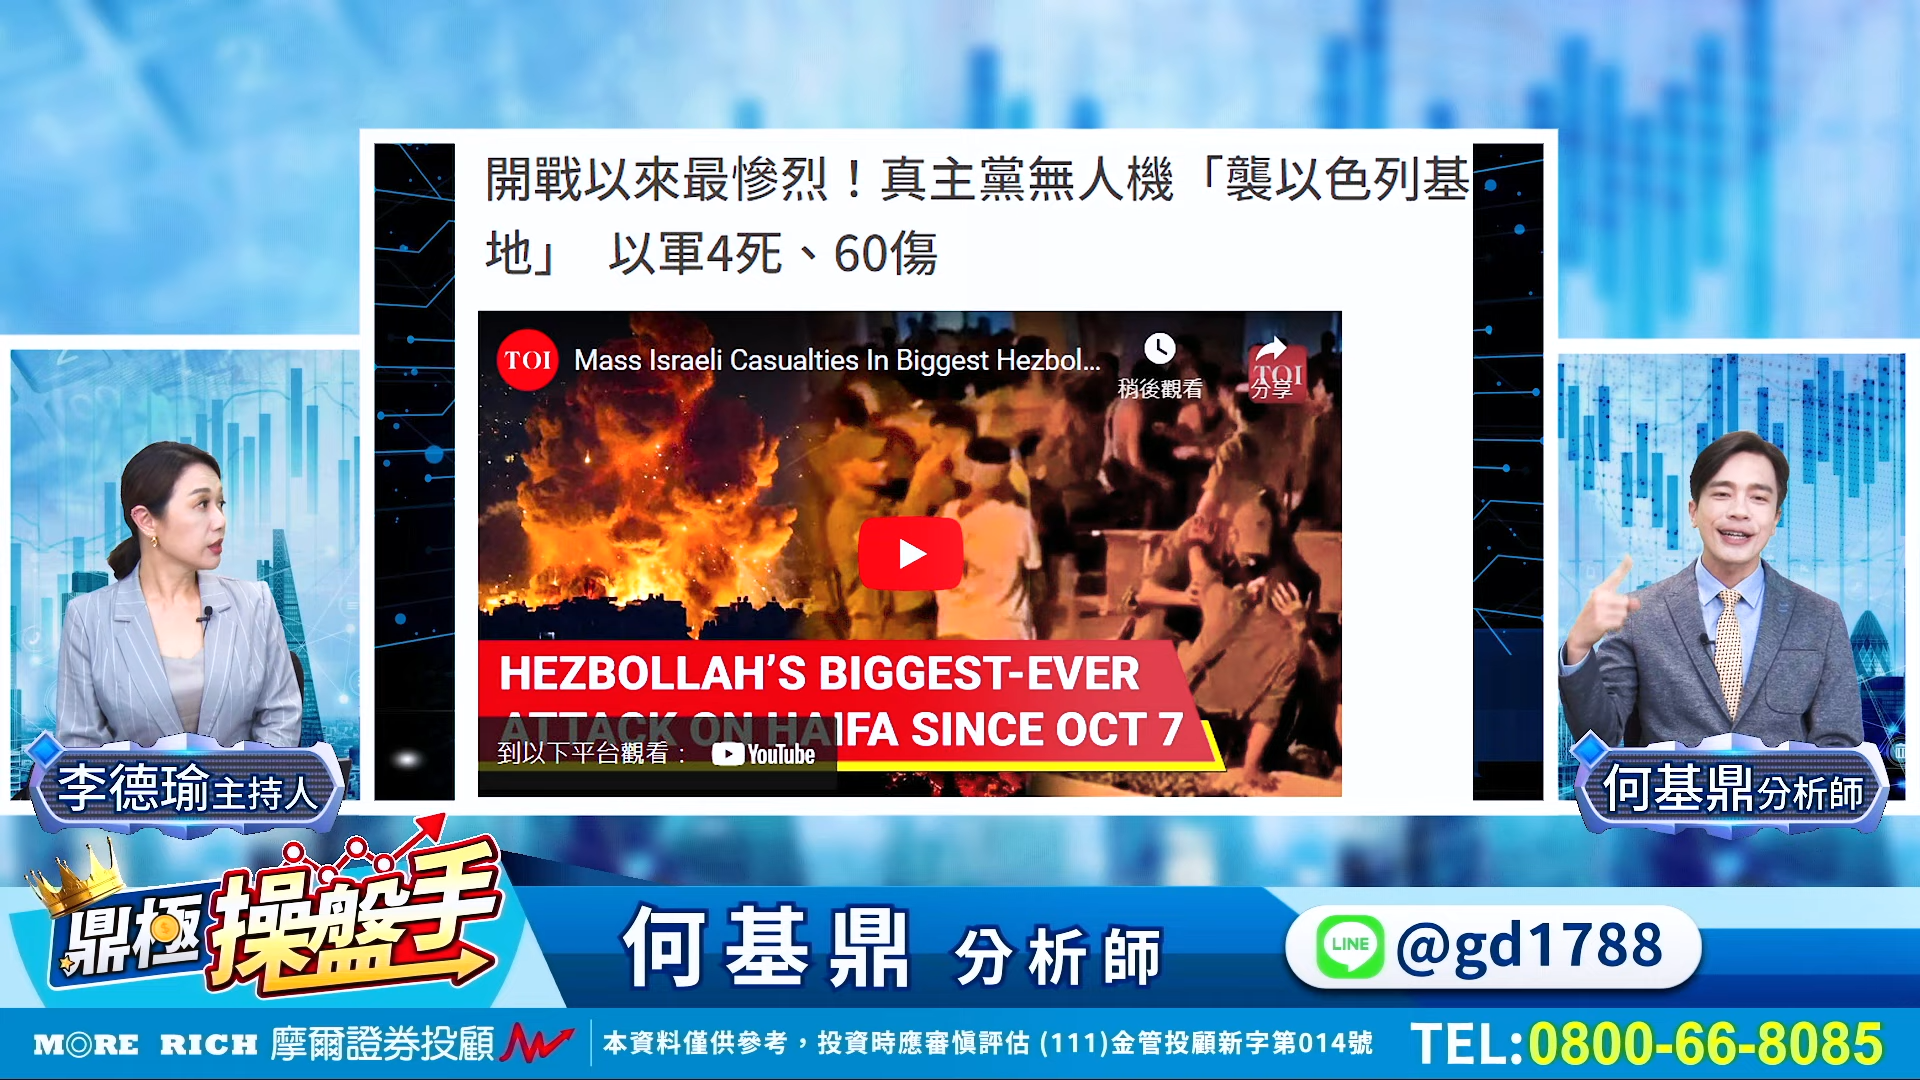 開戰以來最慘烈！真主黨無人機「襲以色列基
地」 以軍4死、60傷
TOI
Mass Israeli Casualties In Biggest Hezbol...
稍後觀看
TOI
分享
HEZBOLLAH'S BIGGEST-EVER
ATTACK ON HAIFA SINCE OCT 7
到以下平台觀看：
YouTube
李德瑜主持人
何基鼎分析師
鼎極操盤手
何基鼎 分析師
LINE
@gd1788
MORE RICH 摩爾證券投顧
本資料僅供參考，投資時應審慎評估 (111)金管投顧新字第014號
TEL:0800-66-8085